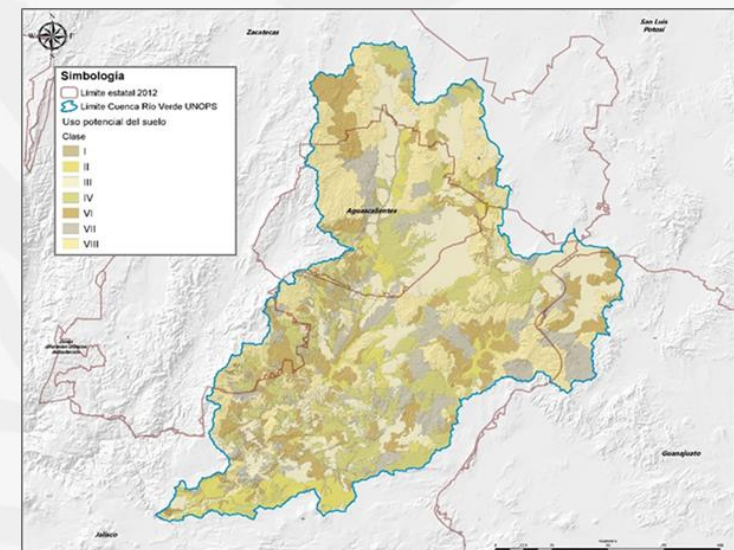 N
Zacatecas
San Luis
Potosí
Simbología
Límite estatal 2012
Límite Cuenca Río Verde UNOPS
Uso potencial del suelo
Clase
I
II
III
IV
VI
VII
VIII
Aguascalientes
Guanajuato
Jalisco